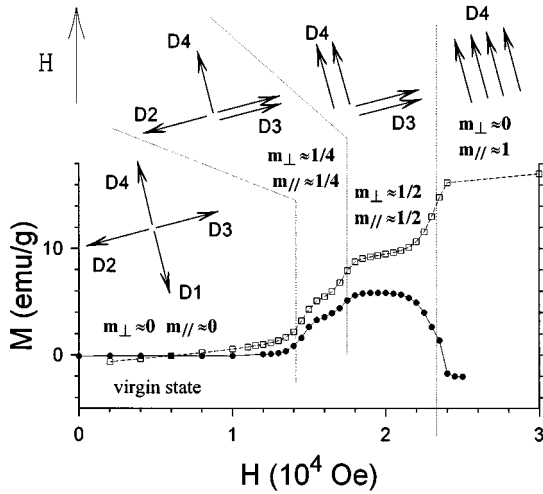 H
D4
D2
D3
D4
D3
D4
m⊥≈0
m//≈1
m⊥≈1/4
m//≈1/4
m⊥≈1/2
m//≈1/2
D4
D3
D2
D1
m⊥≈0 m//≈0
virgin state
M (emu/g)
10
0
0
1
2
3
H (10⁴ Oe)